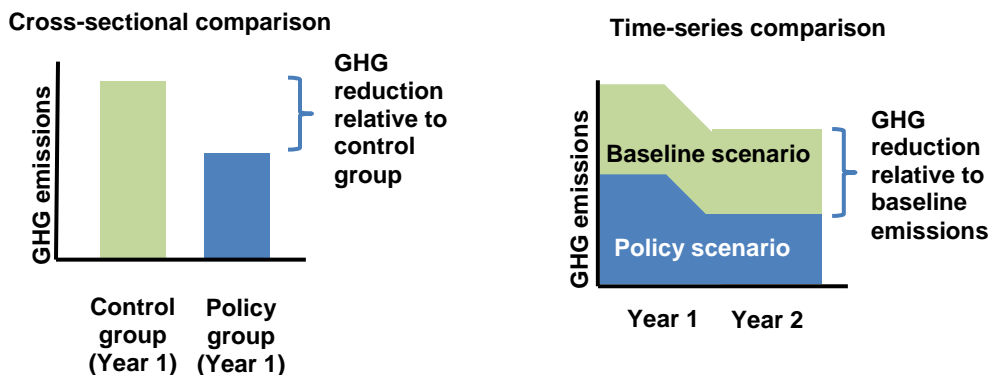 Cross-sectional comparison
GHG emissions
GHG
reduction
relative to
control
group
Control
group
(Year 1)
Policy
group
(Year 1)
Time-series comparison
GHG emissions
Baseline scenario
Policy scenario
GHG
reduction
relative to
baseline
emissions
Year 1
Year 2